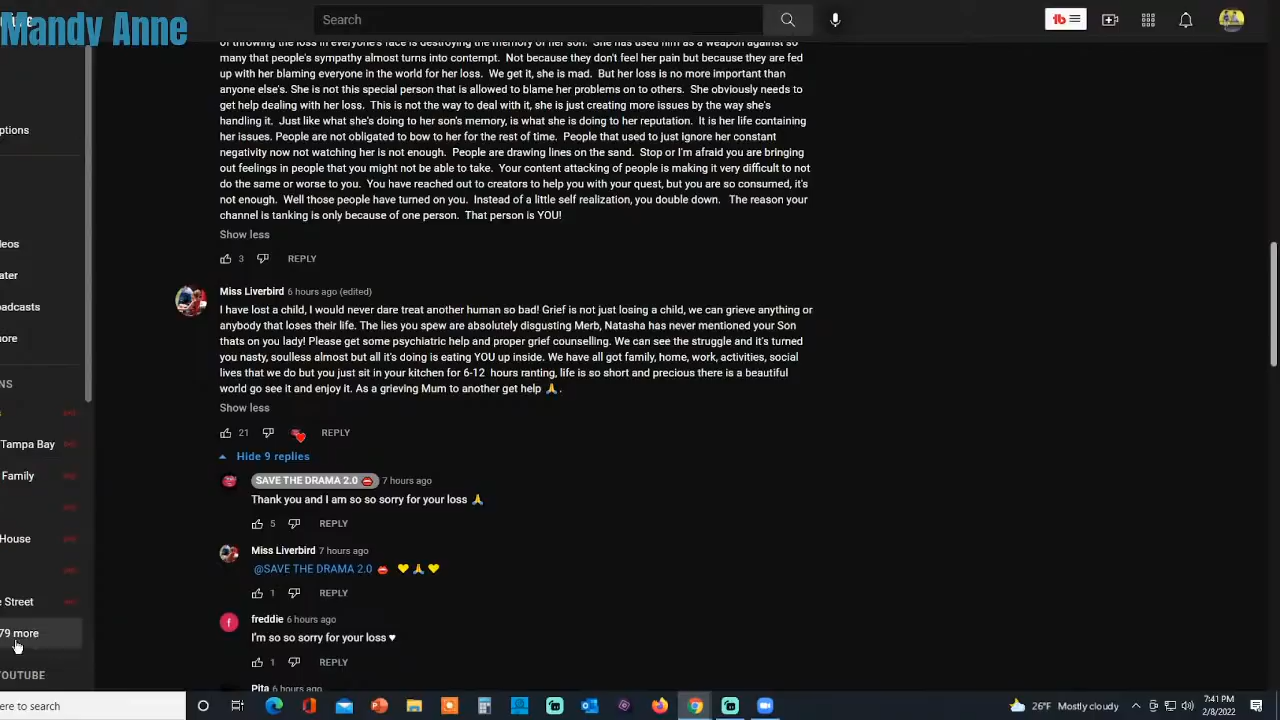 Mandy Anne
Search
of throwing the loss in everyone's face is destroying the memory of her son. She has used him as a weapon against so
many that people's sympathy almost turns into contempt. Not because they don't feel her pain but because they are fed
up with her blaming everyone in the world for her loss. We get it, she is mad. But her loss is no more important than
anyone else's. She is not this special person that is allowed to blame her problems on to others. She obviously needs to
get help dealing with her loss. This is not the way to deal with it, she is just creating more issues by the way she's
handling it. Just like what she's doing to her son's memory, is what she is doing to her reputation. It is her life containing
her issues. People are not obligated to bow to her for the rest of time. People that used to just ignore her constant
negativity now not watching her is not enough. People are drawing lines on the sand. Stop or I'm afraid you are bringing
out feelings in people that you might not be able to take. Your content attacking of people is making it very difficult to not
do the same or worse to you. You have reached out to creators to help you with your quest, but you are so consumed, it's
not enough. Well those people have turned on you. Instead of a little self realization, you double down. The reason your
channel is tanking is only because of one person. That person is YOU!
Show less
3 REPLY
Miss Liverbird 6 hours ago (edited)
I have lost a child, I would never dare treat another human so bad! Grief is not just losing a child, we can grieve anything or
anybody that loses their life. The lies you spew are absolutely disgusting Merb, Natasha has never mentioned your Son
thats on you lady! Please get some psychiatric help and proper grief counselling. We can see the struggle and it's turned
you nasty, soulless almost but all it's doing is eating YOU up inside. We have all got family, home, work, activities, social
lives that we do but you just sit in your kitchen for 6-12 hours ranting, life is so short and precious there is a beautiful
world go see it and enjoy it. As a grieving Mum to another get help 🙏.
Show less
21 REPLY
Hide 9 replies
SAVE THE DRAMA 2.0 👄 7 hours ago
Thank you and I am so so sorry for your loss 🙏
5 REPLY
Miss Liverbird 7 hours ago
@SAVE THE DRAMA 2.0 👄 💛🙏💛
1 REPLY
f
freddie 6 hours ago
I'm so so sorry for your loss ♥
1 REPLY
Pita 6 hours ago
ptions
eos
ater
oadcasts
ore
NS
Tampa Bay
Family
House
e Street
79 more
OUTUBE
ere to search
26°F Mostly cloudy
7:41 PM
2/8/2022